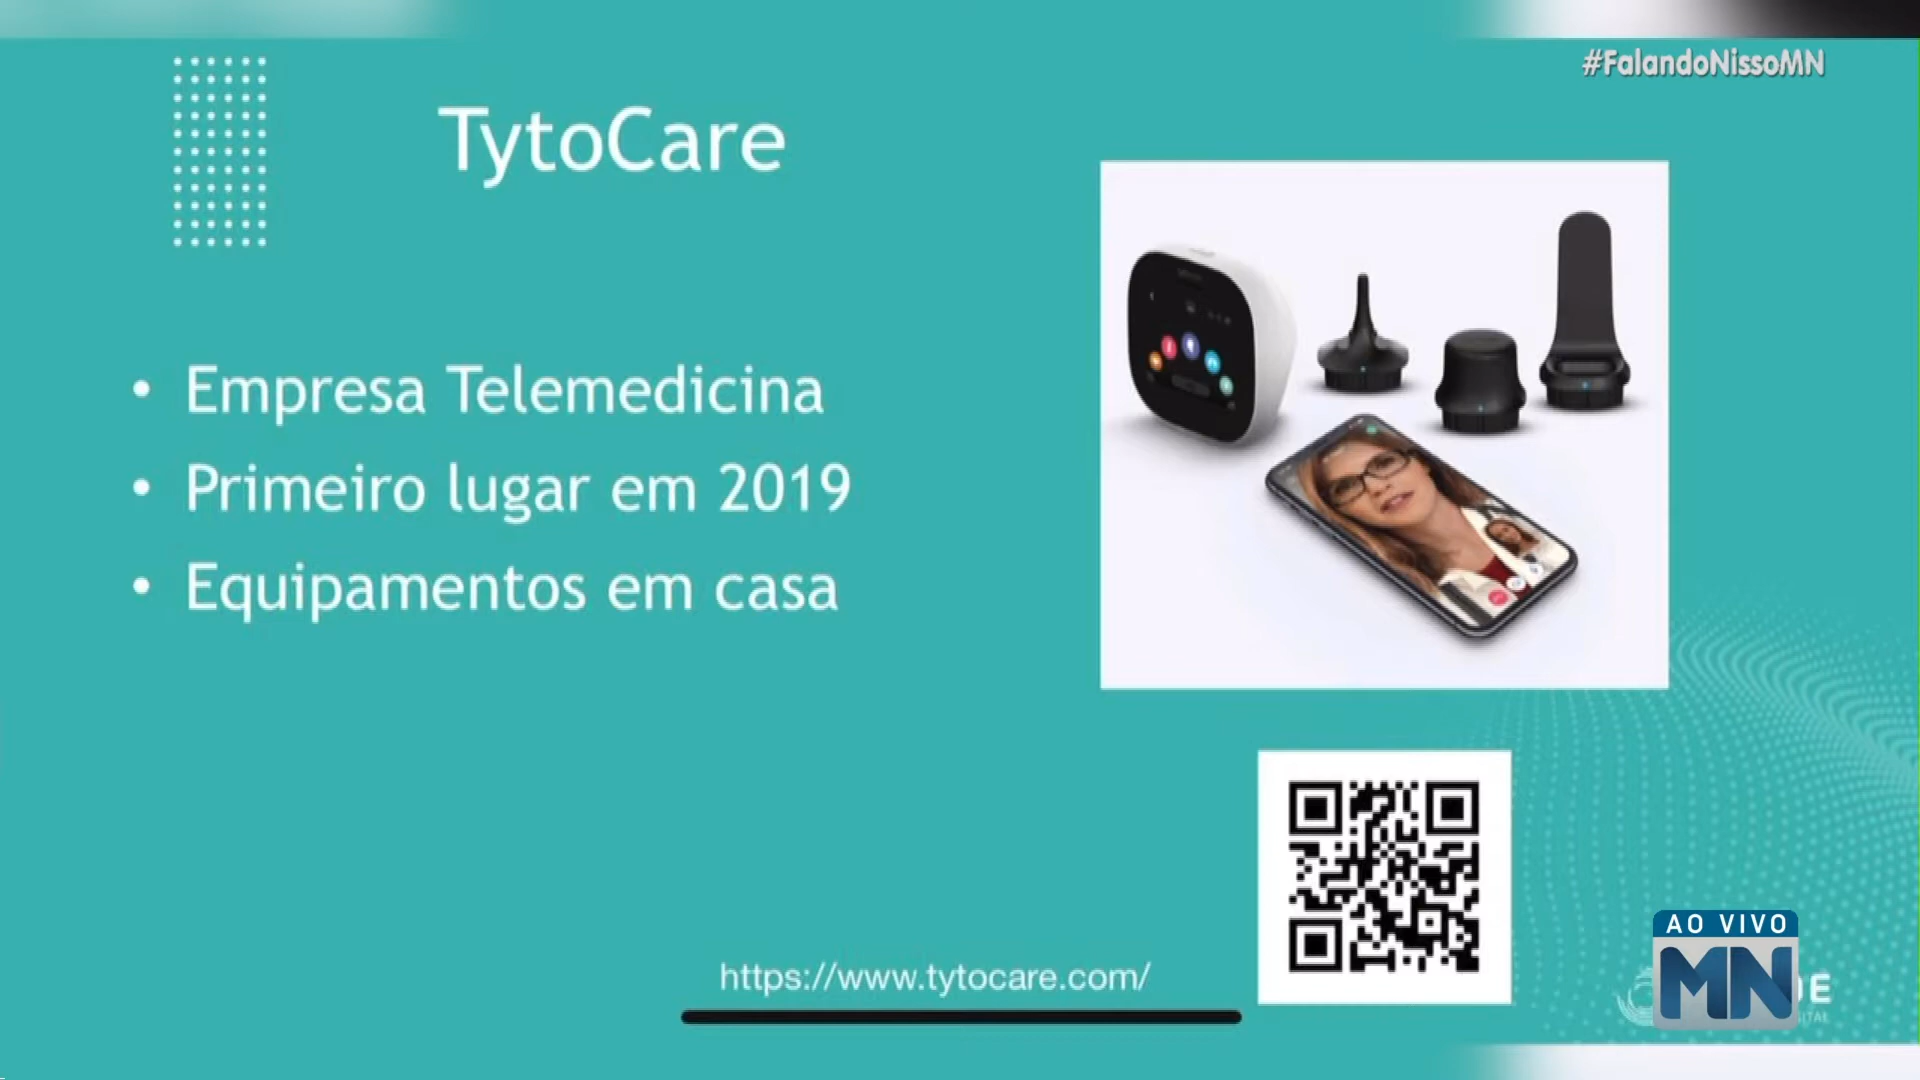 #FalandoNissoMN
TytoCare
• Empresa Telemedicina
• Primeiro lugar em 2019
• Equipamentos em casa
https://www.tytocare.com/
AO VIVO
MN